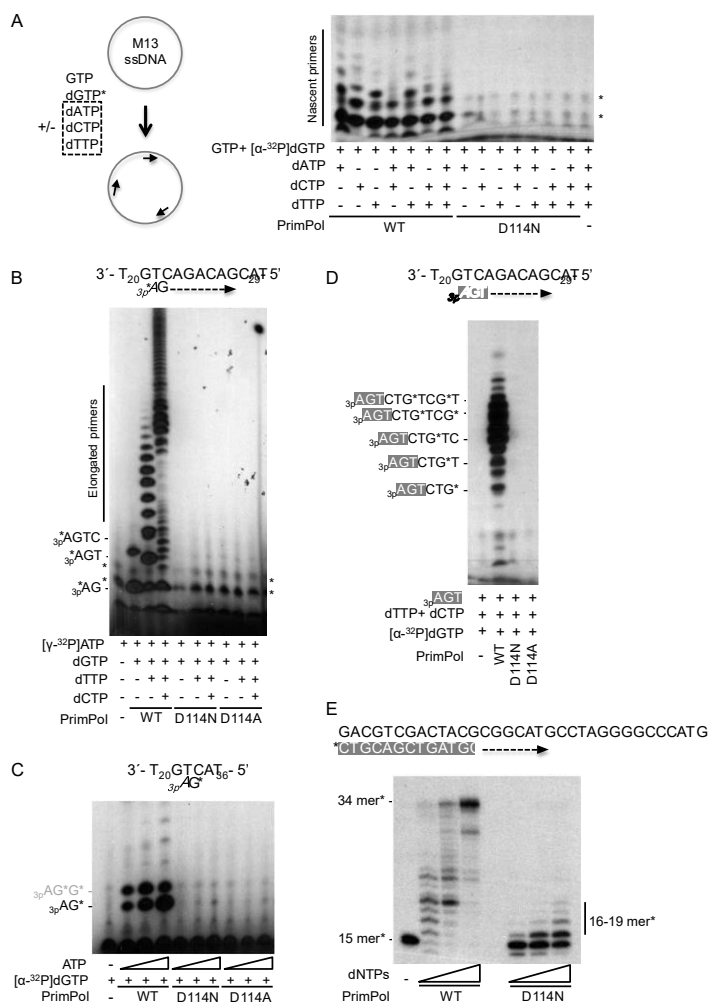 A
M13
ssDNA
GTP
dGTP*
+/-
dATP
dCTP
dTTP
Nascent primers
*
*
GTP+ [α-³²P]dGTP + + + + + + + + + + + + + + +
dATP + - - + + - + + - - + + - + +
dCTP - + - + - + + - + - + - + + +
dTTP - - + - + + + - - + - + + + +
PrimPol WT D114N -
B
3´- T₂₀GTCAGACAGCAT₂₉- 5'
3p*AG
Elongated primers
3p*AGTC
3p*AGT
*
*
3p*AG
*
*
[γ-³²P]ATP + + + + + + + + + +
dGTP - + + + + + + + + +
dTTP - - + + - + + - + +
dCTP - - - + - - + - - +
PrimPol - WT D114N D114A
C
3´- T₂₀GTCAT₃₆- 5'
3pAG*
3pAG*G*
3pAG*
ATP -
[α-³²P]dGTP + + + + + + + + + +
PrimPol - WT D114N D114A
D
3´- T₂₀GTCAGACAGCAT₂₉- 5'
3pAGT
3pAGTCTG*TCG*T
3pAGTCTG*TCG*
3pAGTCTG*TC
3pAGTCTG*T
3pAGTCTG*
3pAGT + + + +
dTTP+ dCTP + + + +
[α-³²P]dGTP + + + +
PrimPol - WT D114N D114A
E
GACGTCGACTACGCGGCATGCCTAGGGGCCCATG
*CTGCAGCTGATGC
34 mer*
15 mer*
16-19 mer*
dNTPs -
PrimPol WT D114N